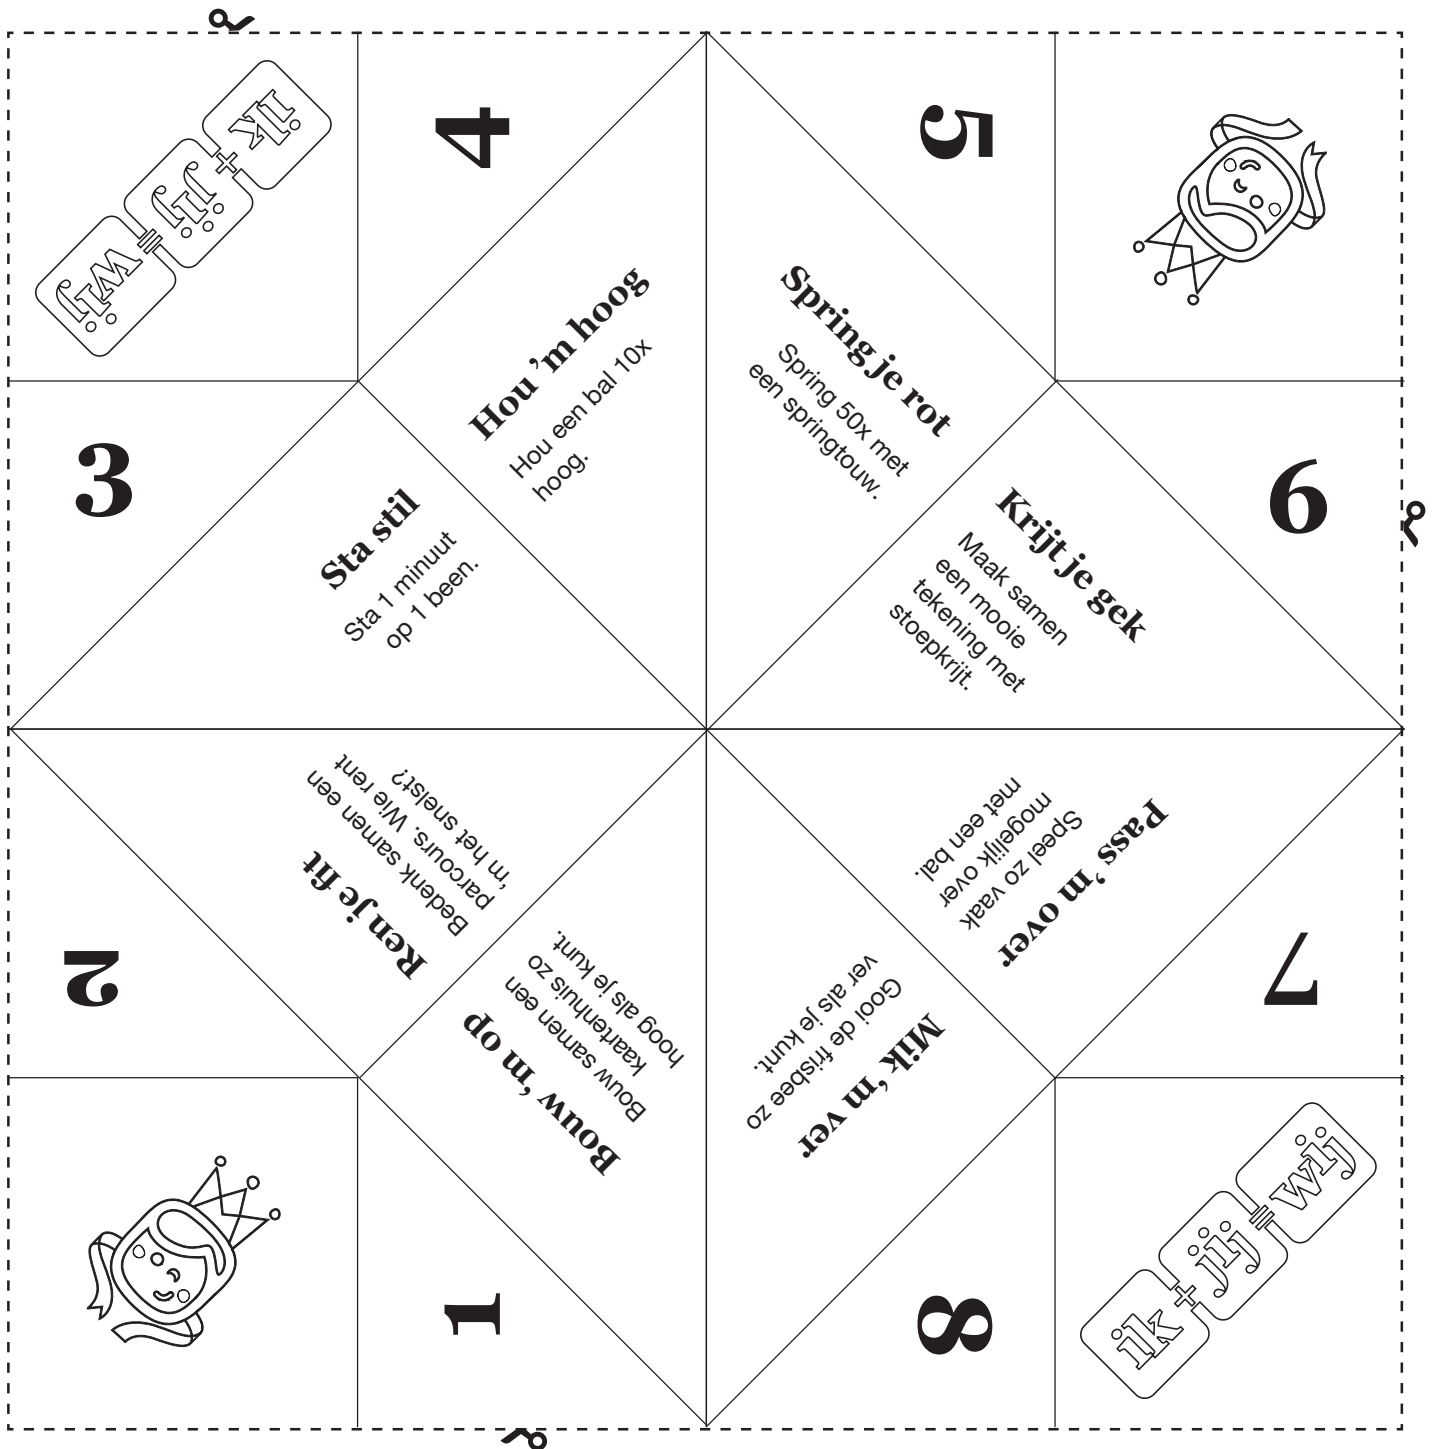 ik + jij = wij
4
5
3
6
Hou ’m hoog
Hou een bal 10x
hoog.
Spring je rot
Spring 50x met
een springtouw.
Sta stil
Sta 1 minuut
op 1 been.
Krijt je gek
Maak samen
een mooie
tekening met
stoepkrijt.
Ren je fit
Bedenk samen een
parcours. Wie rent
’m het snelst?
Pass ‘m over
Speel zo vaak
mogelijk over
met een bal.
2
7
Bouw ‘m op
Bouw samen een
kaartenhuis zo
hoog als je kunt.
Mik ‘m ver
Gooi de frisbee zo
ver als je kunt.
1
8
ik + jij = wij